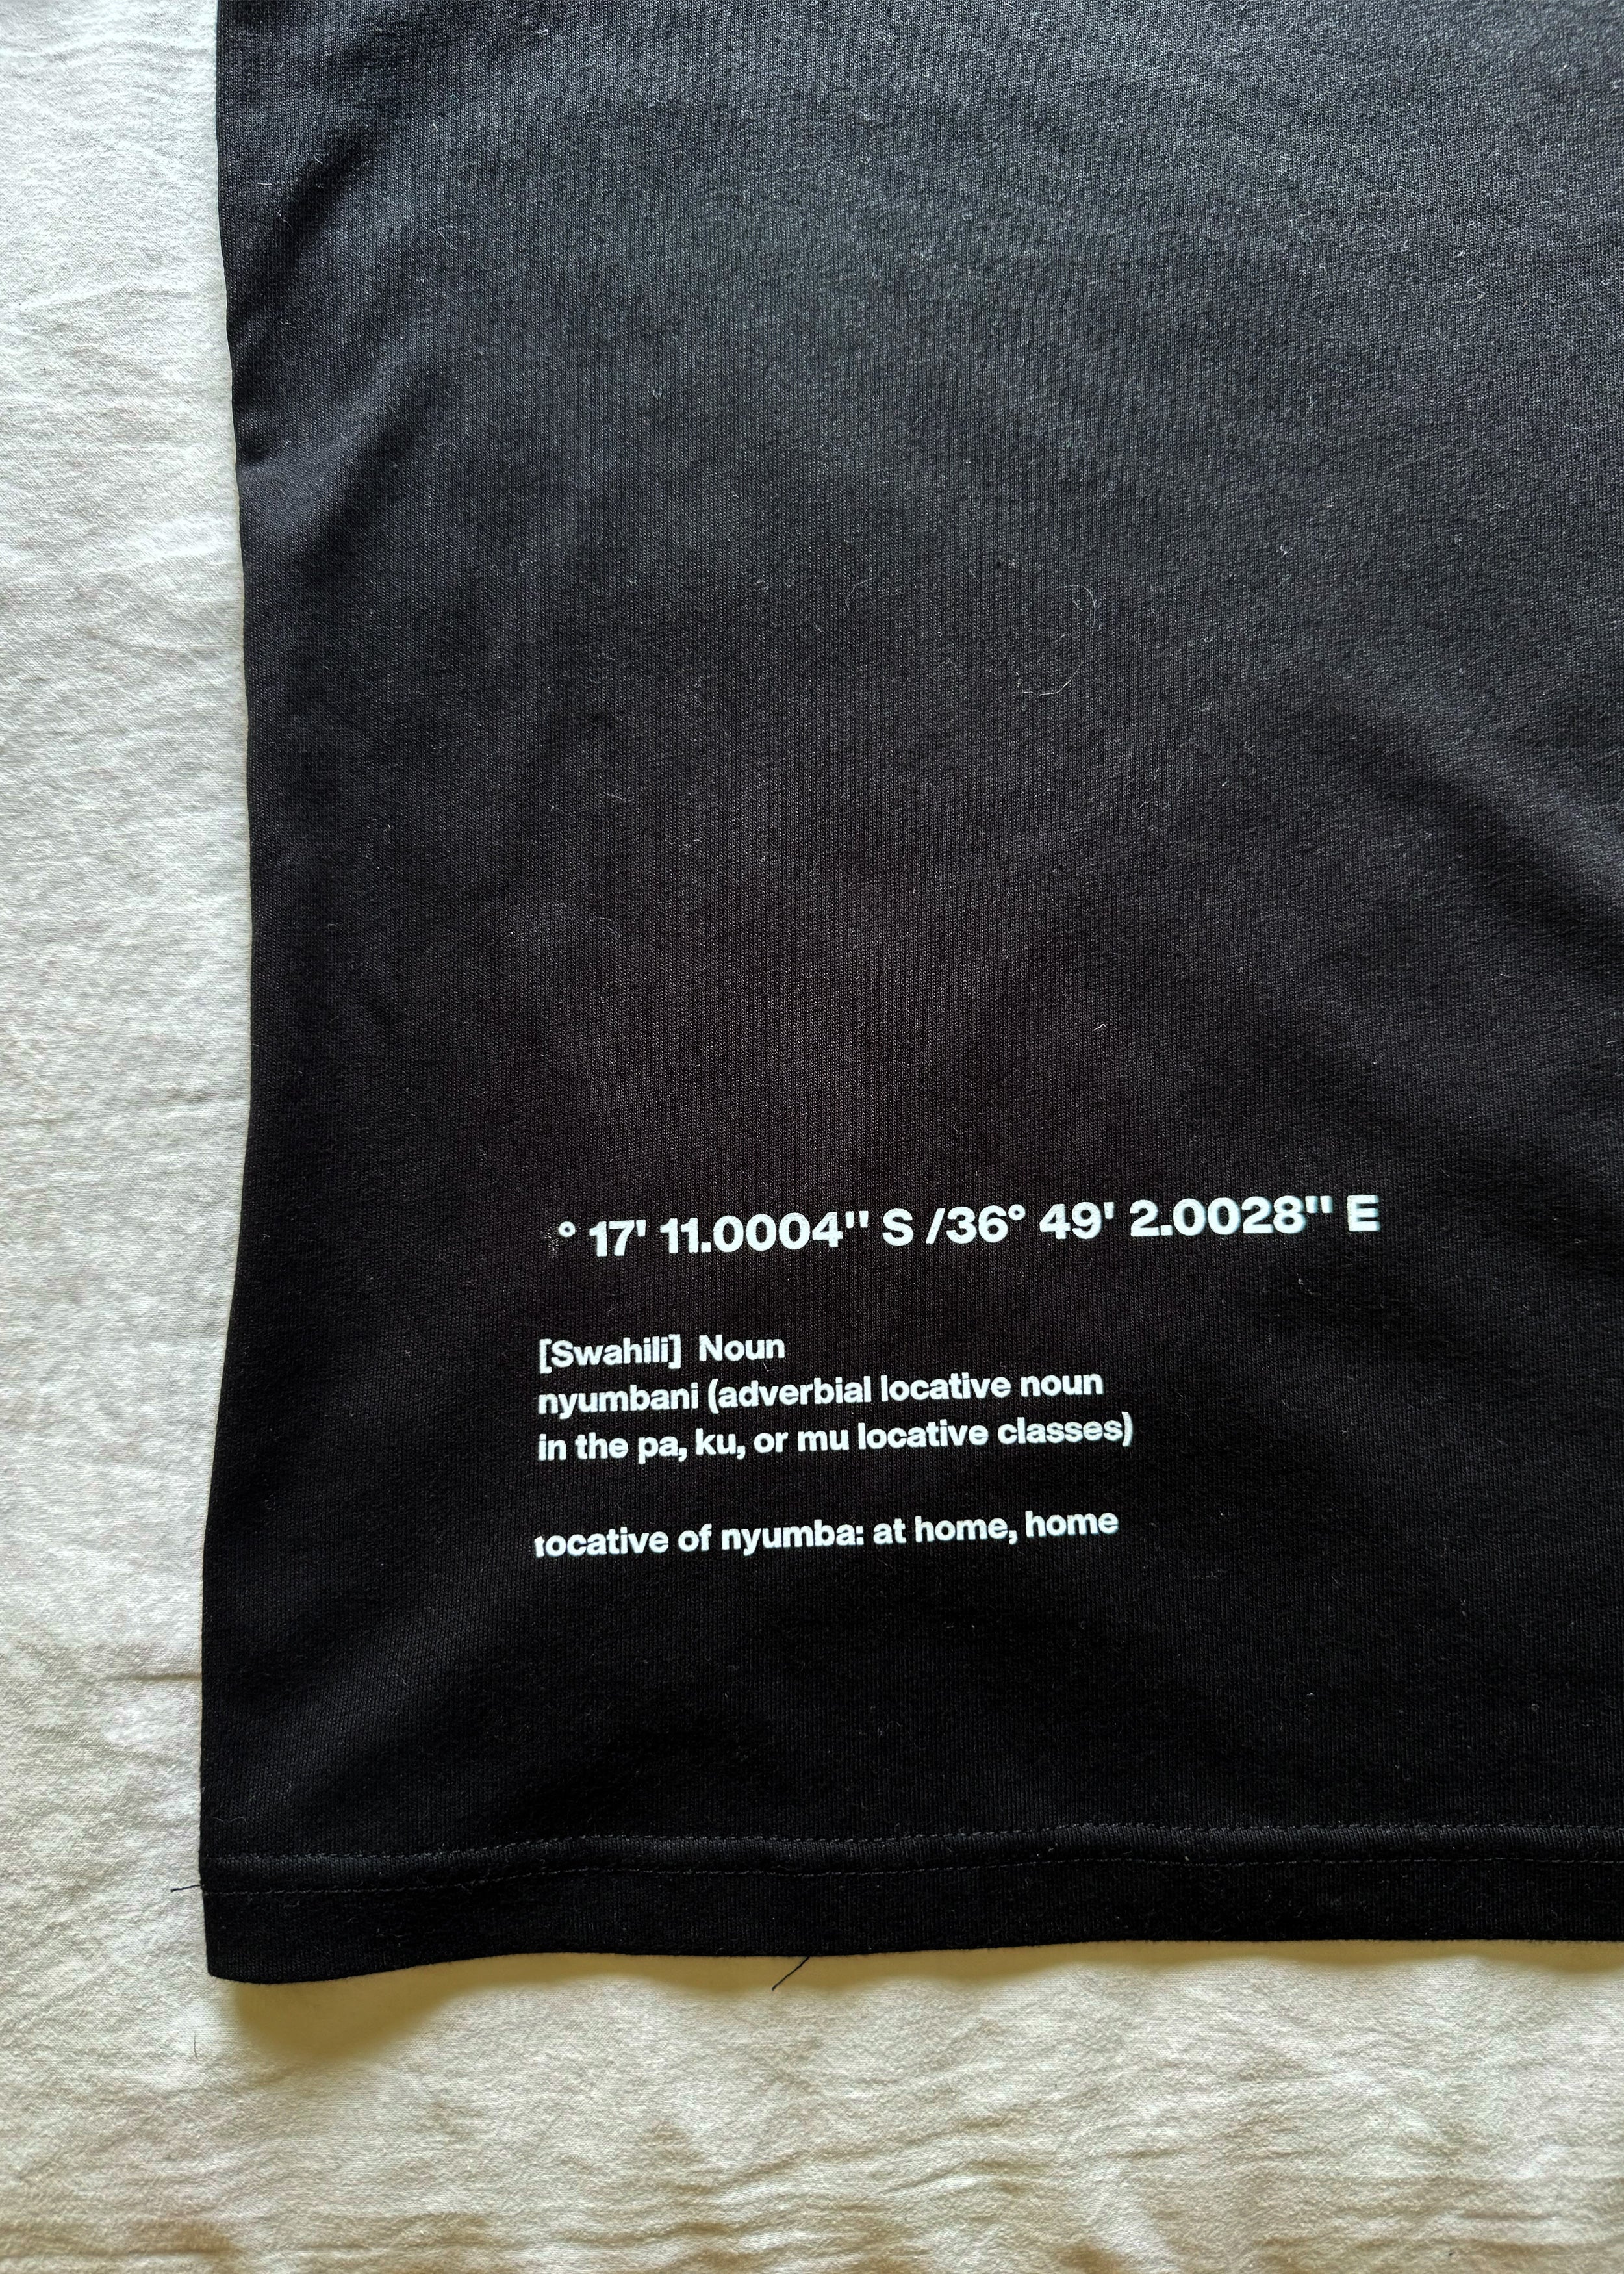 ° 17' 11.0004'' S /36° 49' 2.0028'' E
[Swahili] Noun
nyumbani (adverbial locative noun
in the pa, ku, or mu locative classes)
locative of nyumba: at home, home